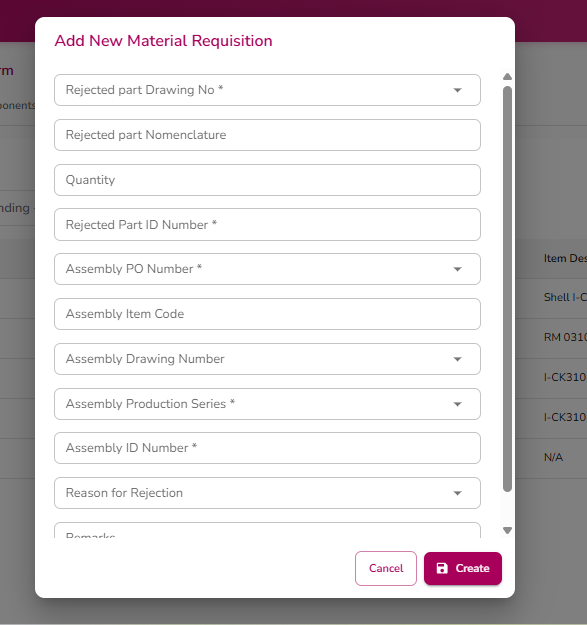 Add New Material Requisition
Rejected part Drawing No *
Rejected part Nomenclature
Quantity
Rejected Part ID Number *
Assembly PO Number *
Assembly Item Code
Assembly Drawing Number
Assembly Production Series *
Assembly ID Number *
Reason for Rejection
Remarks
Cancel
Create
rm
ponents
nding
Item Des
Shell I-C
RM 0310
I-CK310
I-CK310
N/A